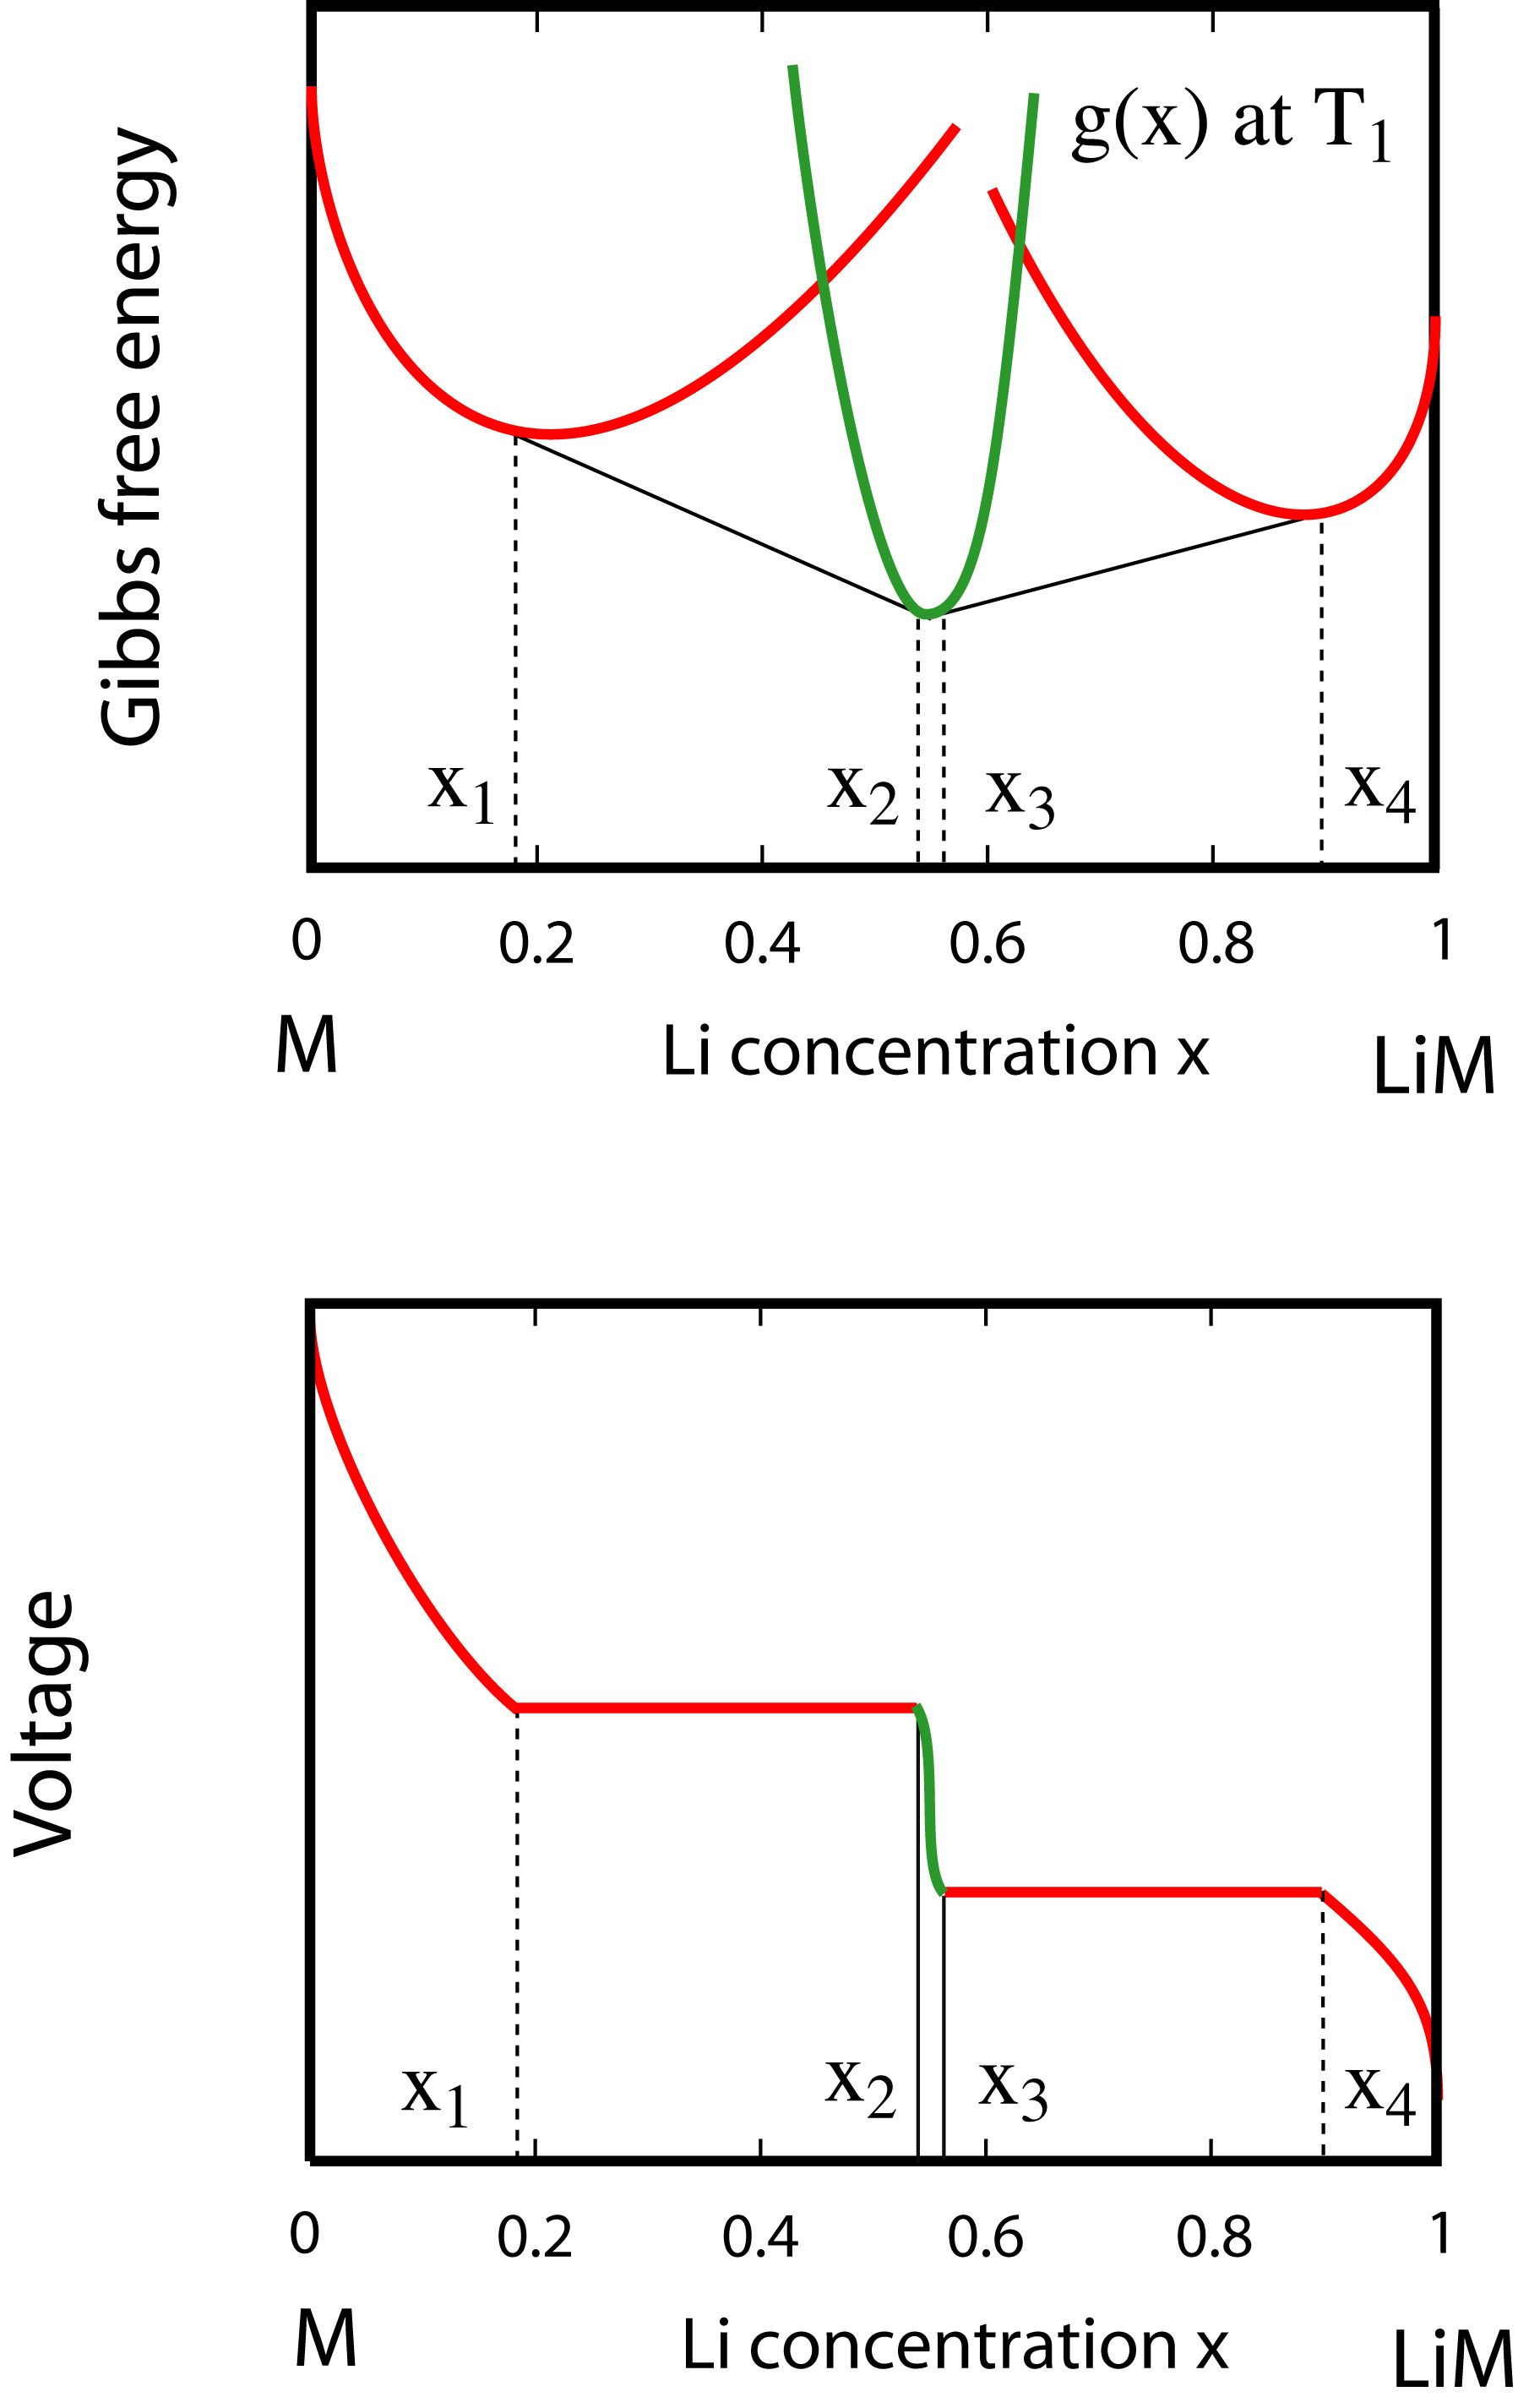 g(x) at T1
Gibbs free energy
x1 x2 x3 x4
0 0.2 0.4 0.6 0.8 1
M Li concentration x LiM
Voltage
x1 x2 x3 x4
0 0.2 0.4 0.6 0.8 1
M Li concentration x LiM